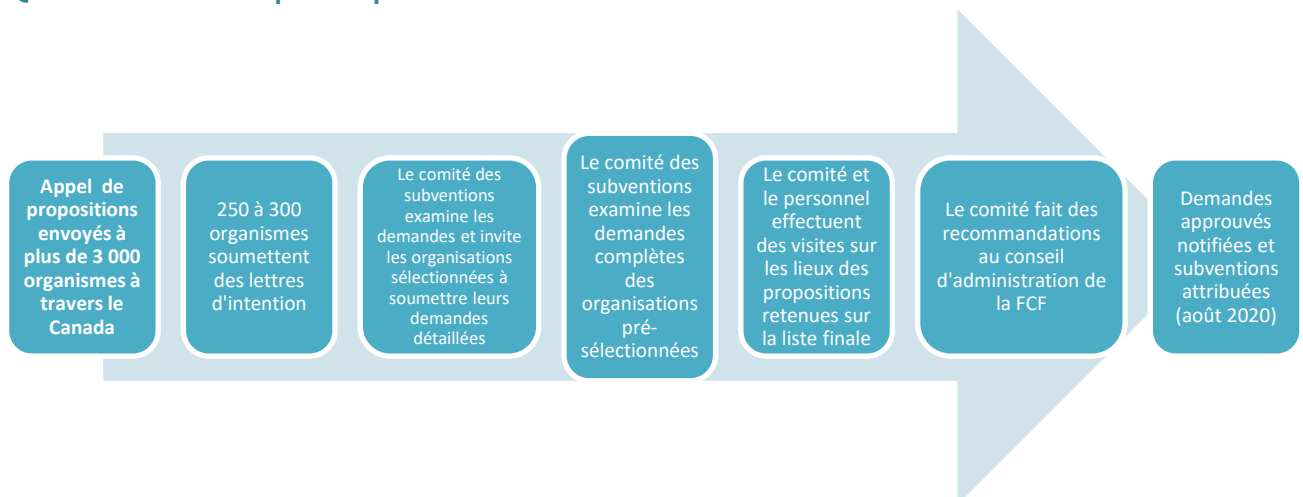 Appel de
propositions
envoyés à
plus de 3 000
organismes à
travers le
Canada
250 à 300
organismes
soumettent
des lettres
d'intention
Le comité des
subventions
examine les
demandes et invite
les organisations
sélectionnées à
soumettre leurs
demandes
détaillées
Le comité des
subventions
examine les
demandes
complètes
des
organisations
pré-
sélectionnées
Le comité et
le personnel
effectuent
des visites sur
les lieux des
propositions
retenues sur
la liste finale
Le comité fait des
recommandations
au conseil
d'administration de
la FCF
Demandes
approuvés
notifiées et
subventions
attribuées
(août 2020)